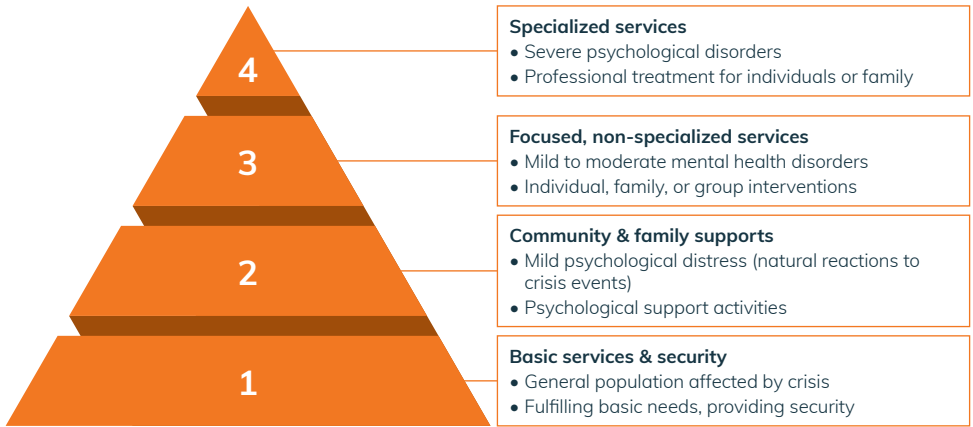 4
Specialized services
• Severe psychological disorders
• Professional treatment for individuals or family
3
Focused, non-specialized services
• Mild to moderate mental health disorders
• Individual, family, or group interventions
2
Community & family supports
• Mild psychological distress (natural reactions to
crisis events)
• Psychological support activities
1
Basic services & security
• General population affected by crisis
• Fulfilling basic needs, providing security